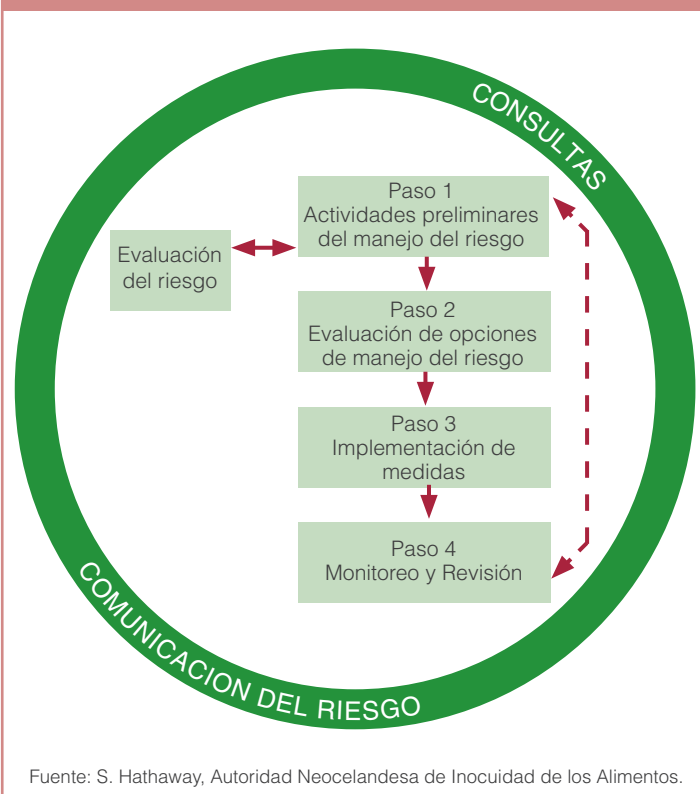 CONSULTAS
Paso 1
Actividades preliminares
del manejo del riesgo
Evaluación
del riesgo
Paso 2
Evaluación de opciones
de manejo del riesgo
Paso 3
Implementación de
medidas
Paso 4
Monitoreo y Revisión
COMUNICACION DEL RIESGO
Fuente: S. Hathaway, Autoridad Neocelandesa de Inocuidad de los Alimentos.